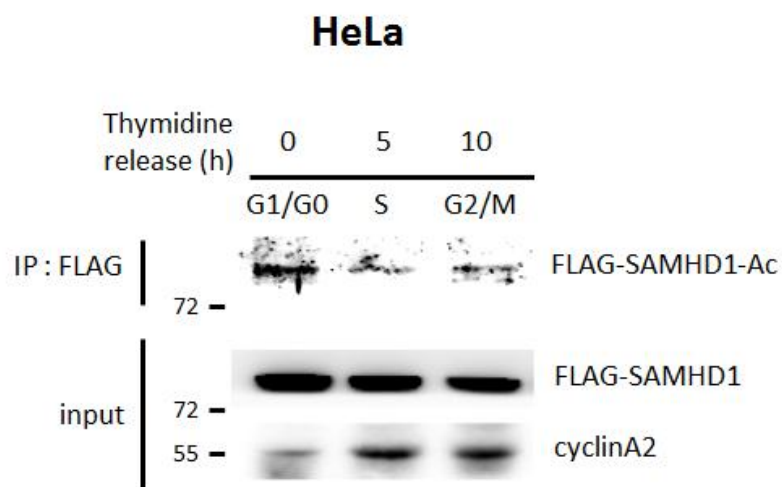 HeLa
Thymidine
release (h)
0 5 10
G1/G0 S G2/M
IP : FLAG
FLAG-SAMHD1-Ac
72
FLAG-SAMHD1
input
72
55
cyclinA2